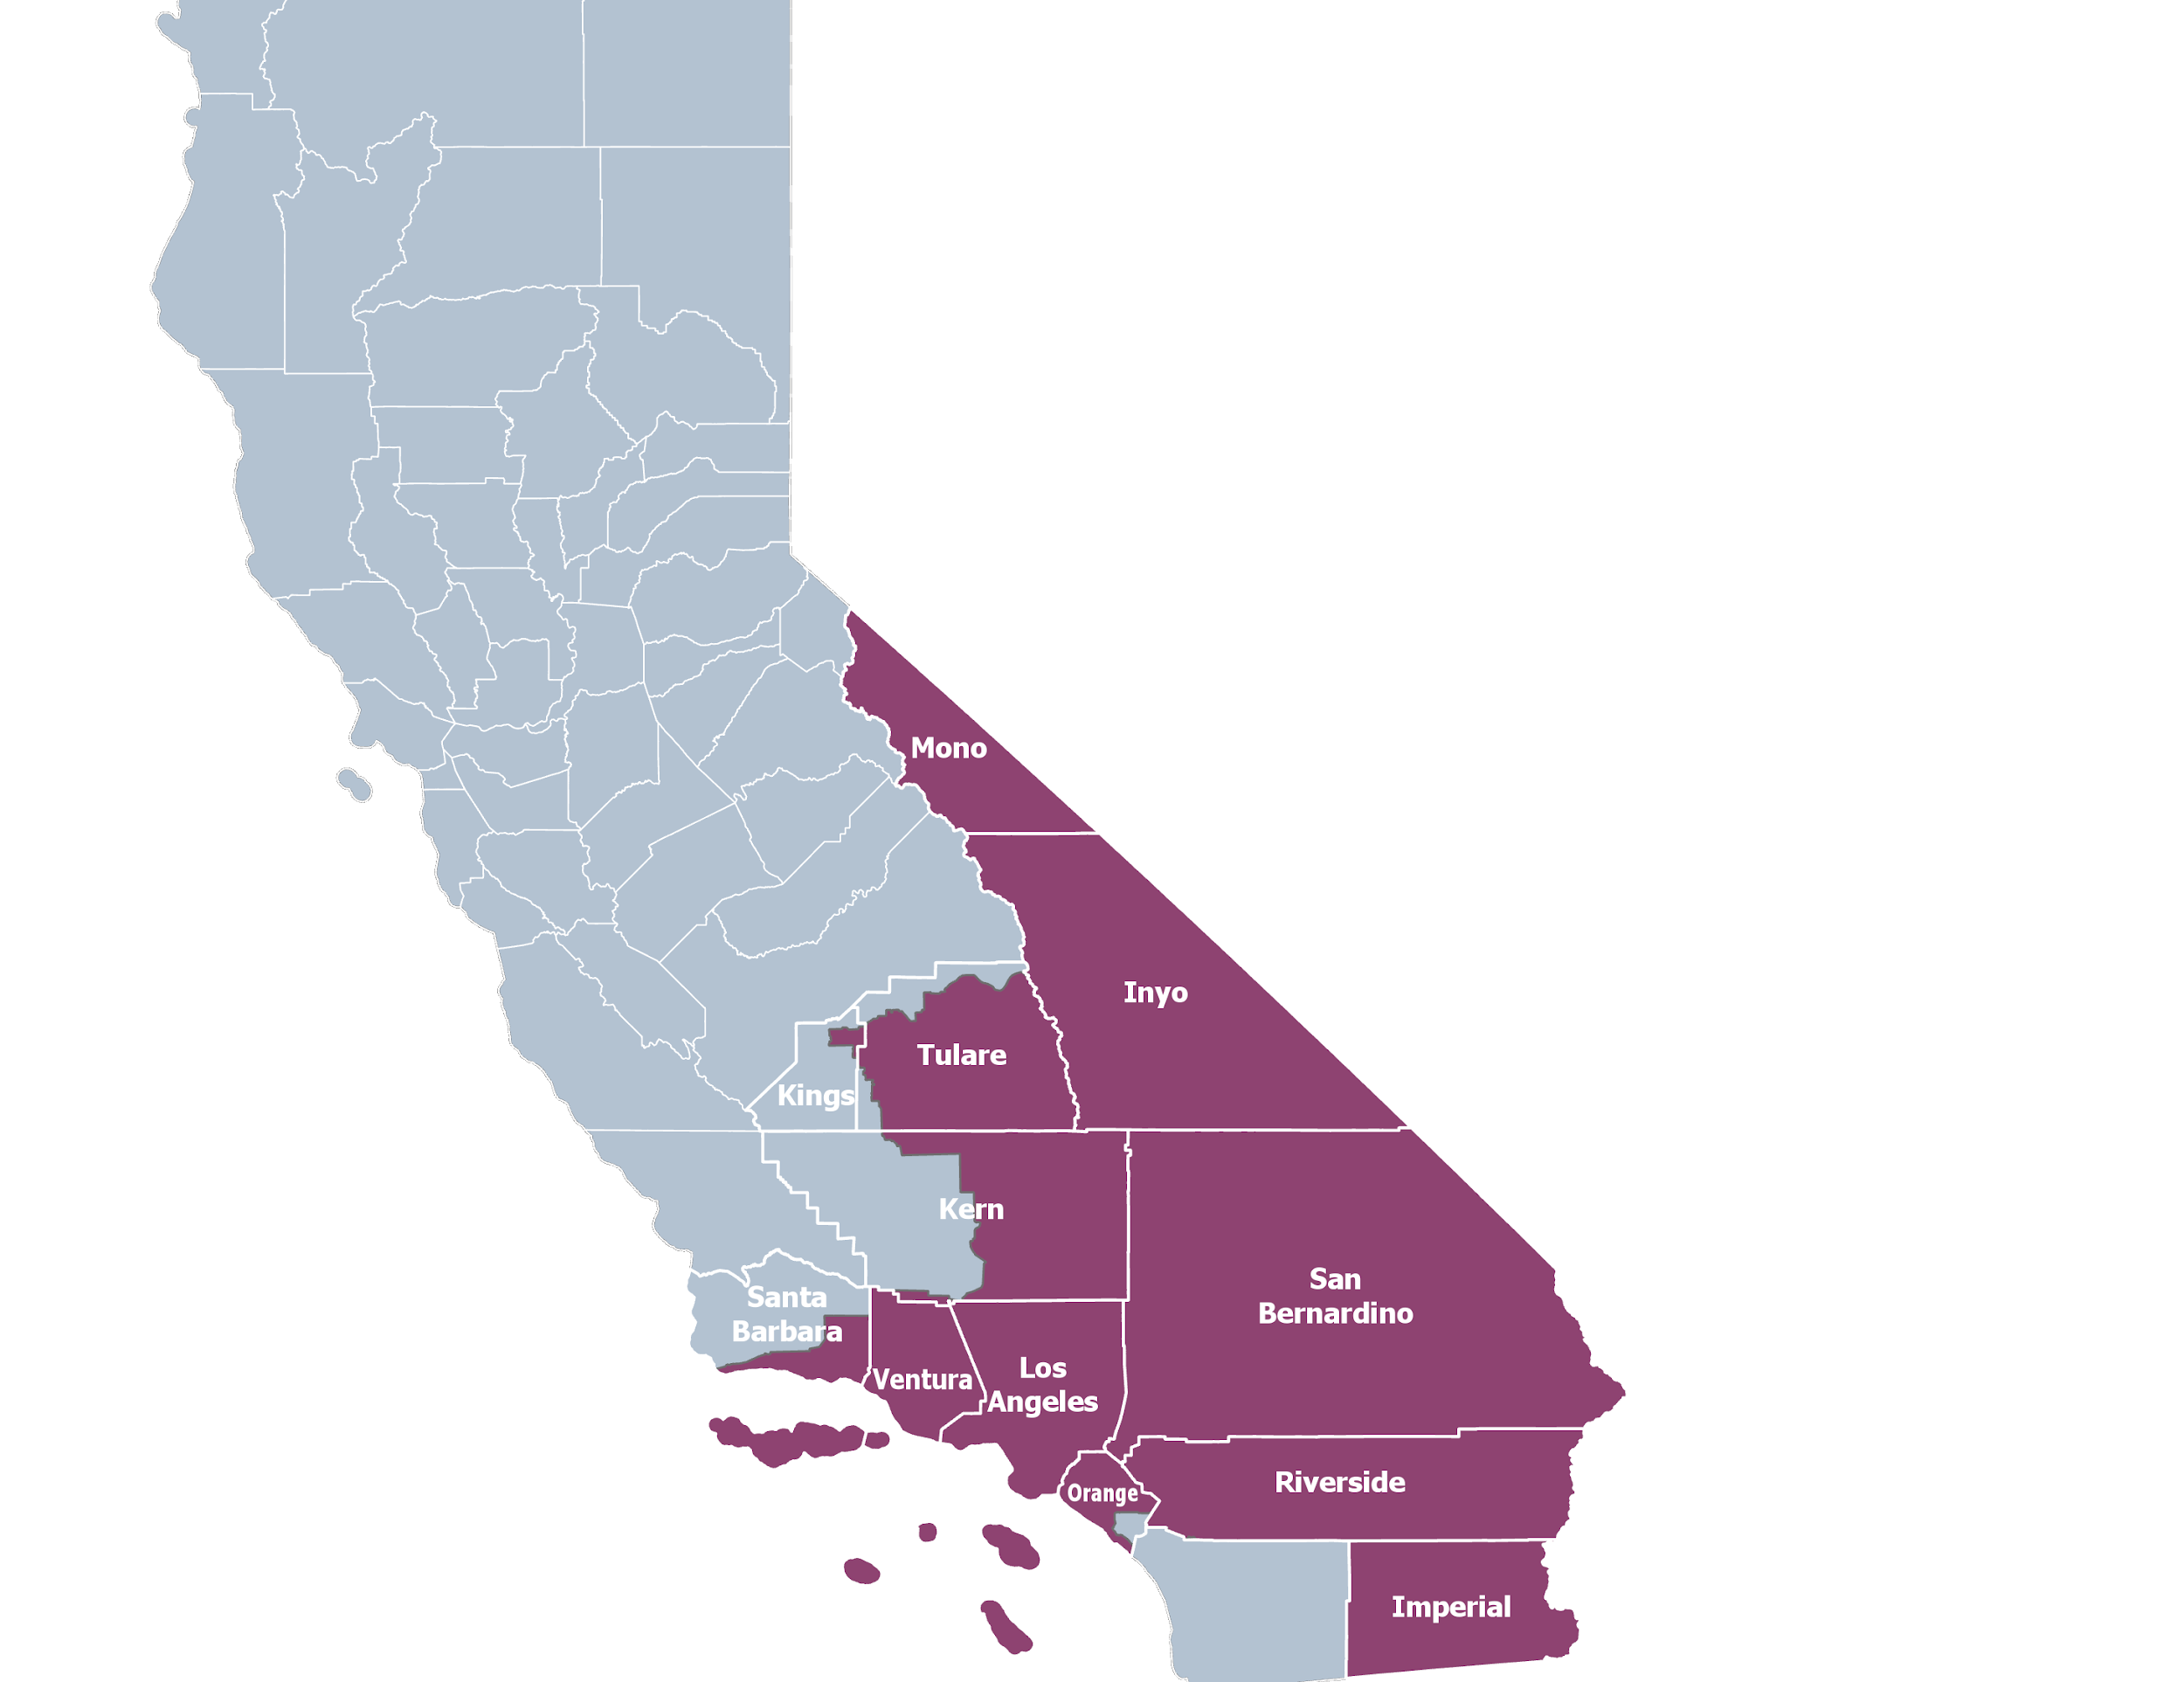 Mono
Inyo
Tulare
Kings
Kern
San
Bernardino
Santa
Barbara
Ventura
Los
Angeles
Orange
Riverside
Imperial